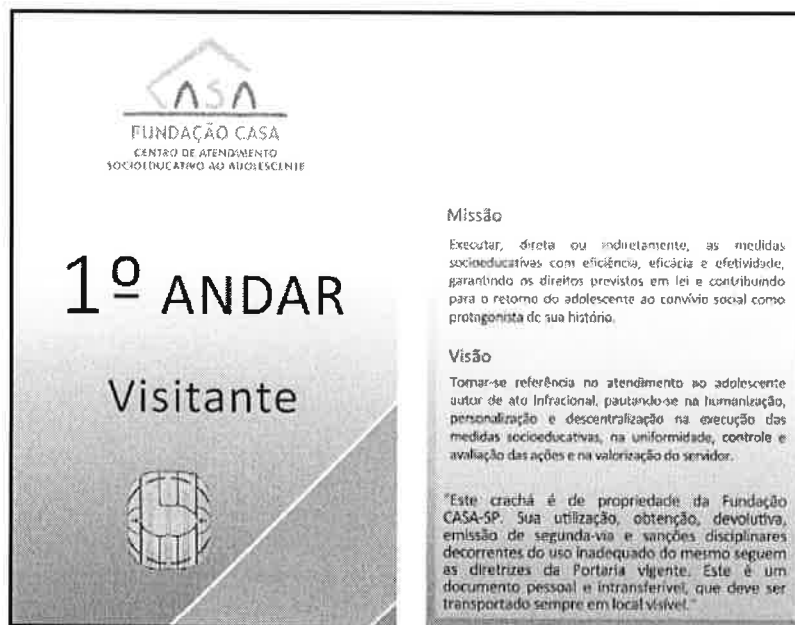 CASA
FUNDAÇÃO CASA
CENTRO DE ATENDIMENTO
SOCIOEDUCATIVO AO ADOLESCENTE
1º ANDAR
Visitante
Missão
Executar, direta ou indiretamente, as medidas
socioeducativas com eficiência, eficácia e efetividade,
garantindo os direitos previstos em lei e contribuindo
para o retorno do adolescente ao convívio social como
protagonista de sua história.
Visão
Tornar-se referência no atendimento ao adolescente
autor de ato infracional, pautando-se na humanização,
personalização e descentralização na execução das
medidas socioeducativas, na uniformidade, controle e
avaliação das ações e na valorização do servidor.
"Este crachá é de propriedade da Fundação
CASA-SP. Sua utilização, obtenção, devolutiva,
emissão de segunda-via e sanções disciplinares
decorrentes do uso inadequado do mesmo seguem
as diretrizes da Portaria vigente. Este é um
documento pessoal e intransferível, que deve ser
transportado sempre em local visível."